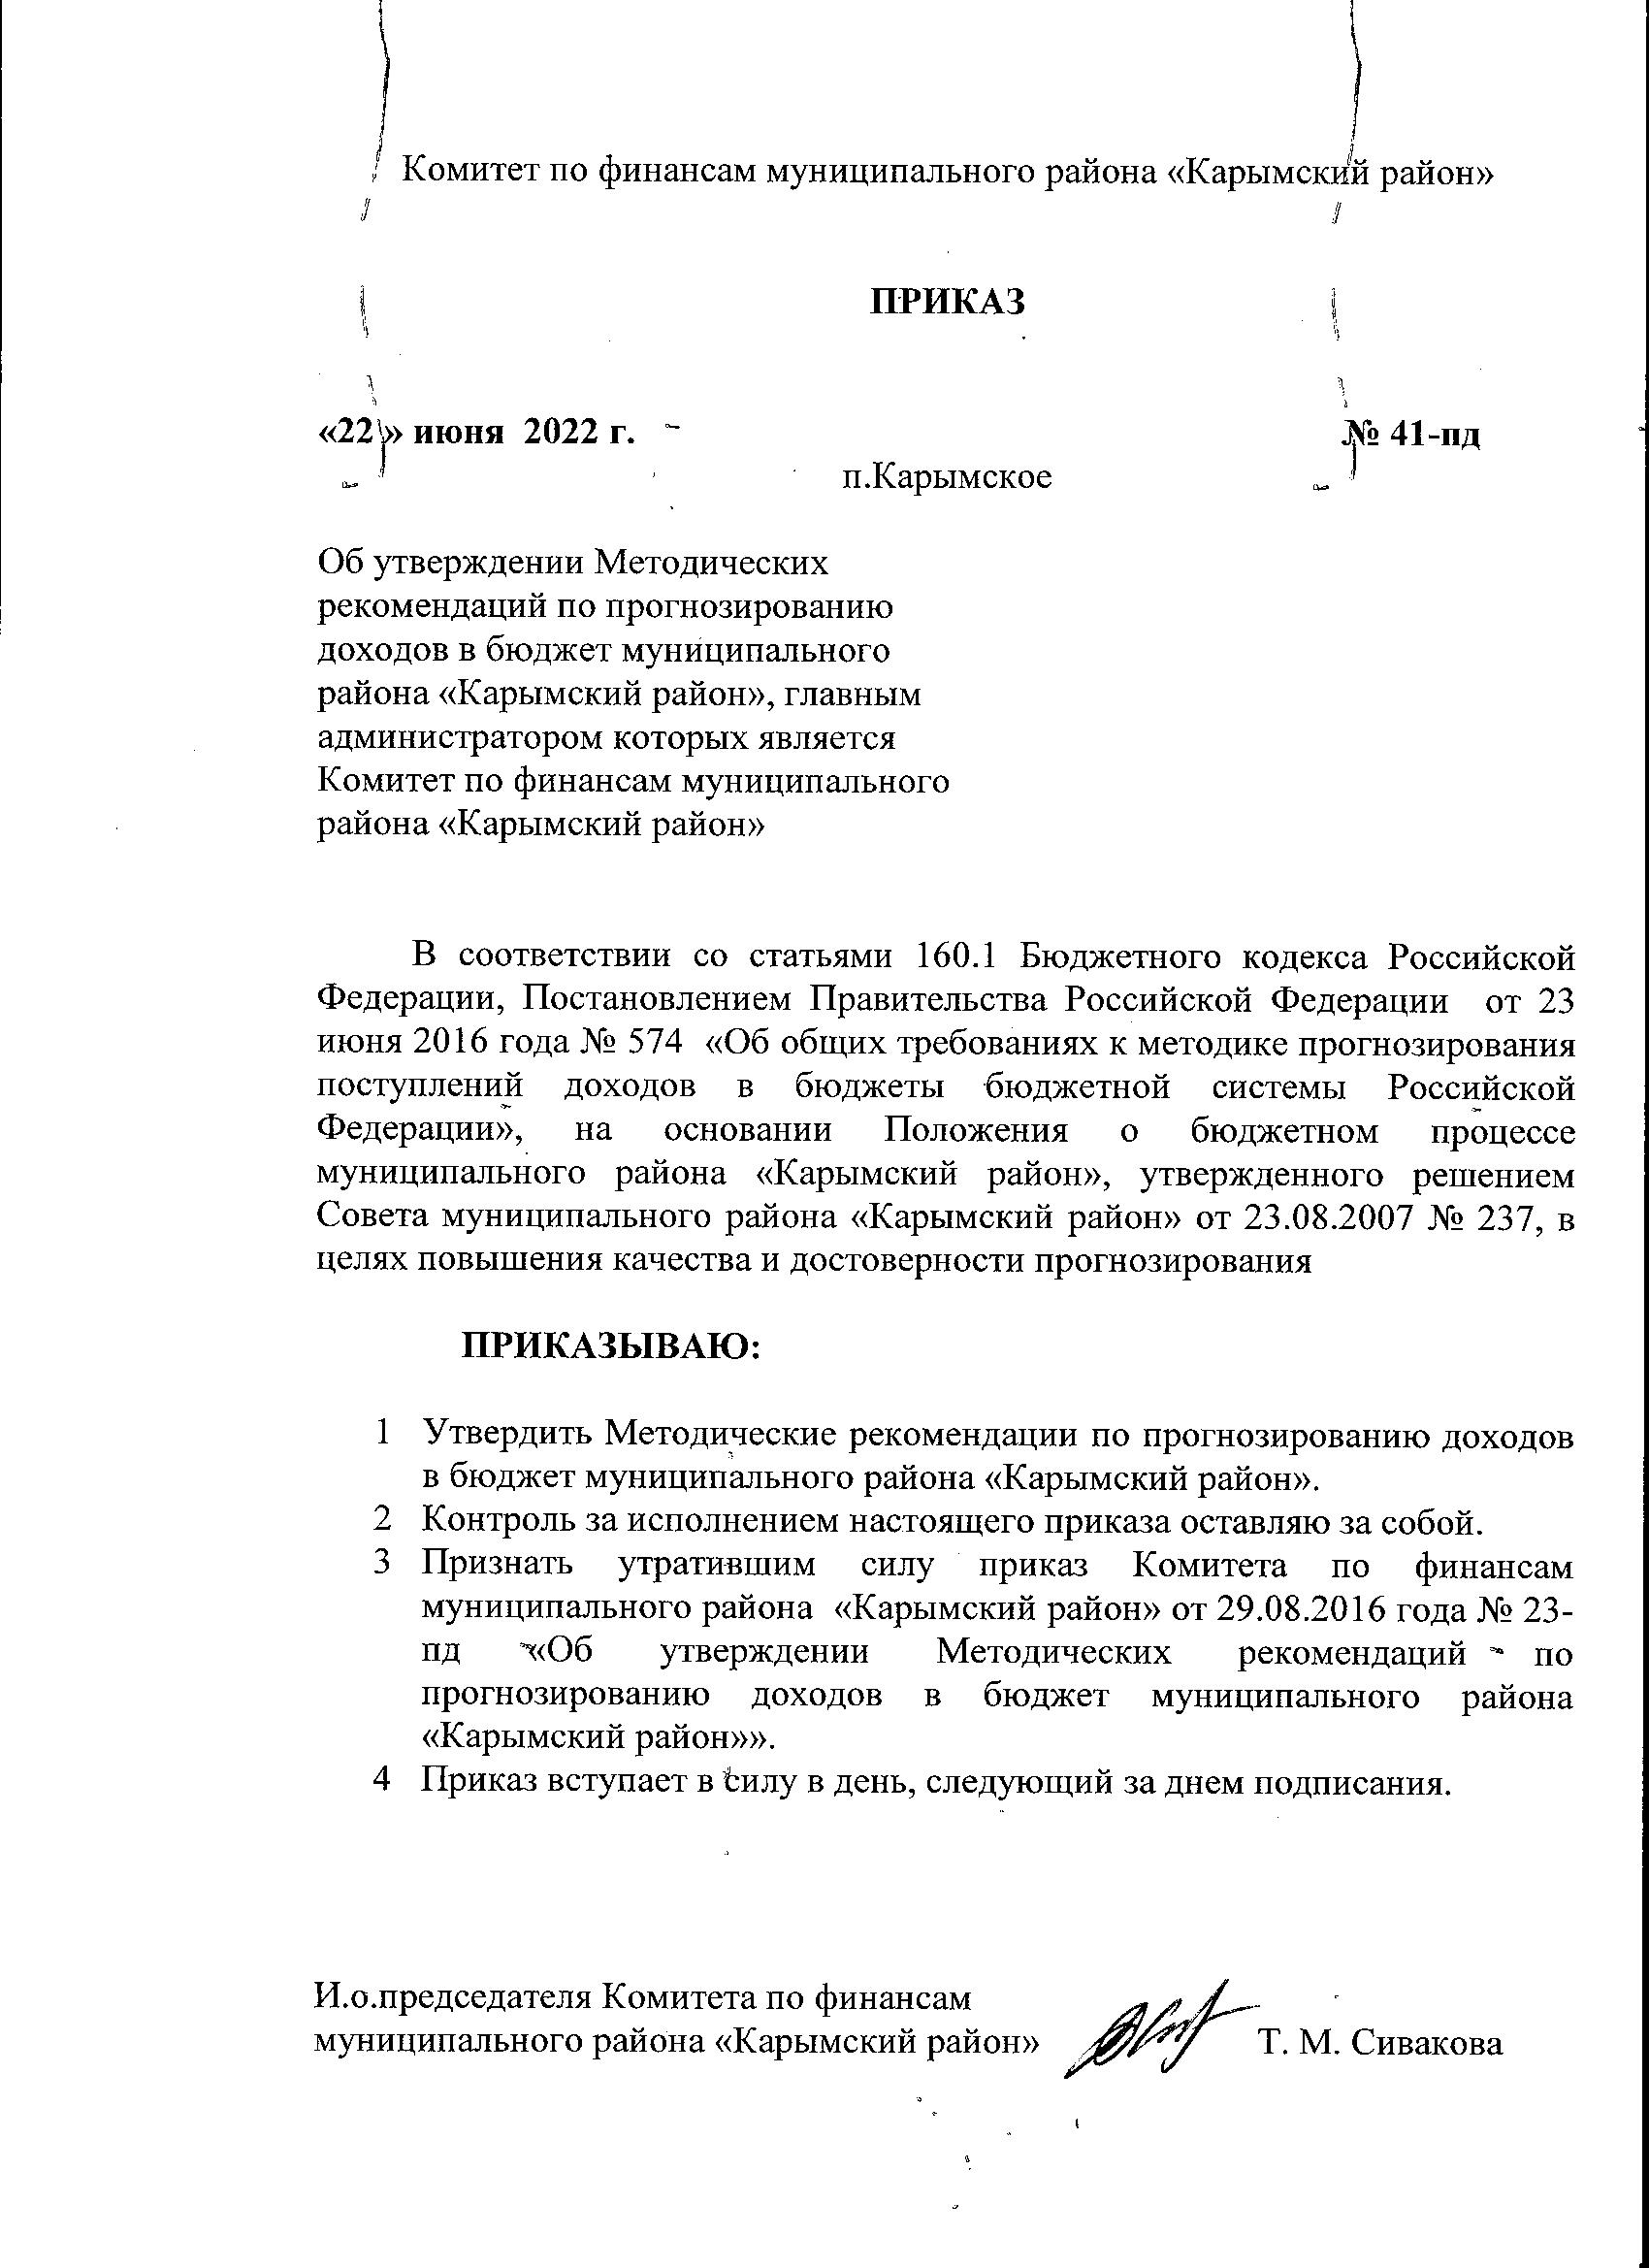 Комитет по финансам муниципального района «Карымский район»
ПРИКАЗ
«22» июня 2022 г. № 41-пд
п.Карымское
Об утверждении Методических
рекомендаций по прогнозированию
доходов в бюджет муниципального
района «Карымский район», главным
администратором которых является
Комитет по финансам муниципального
района «Карымский район»
В соответствии со статьями 160.1 Бюджетного кодекса Российской
Федерации, Постановлением Правительства Российской Федерации от 23
июня 2016 года № 574 «Об общих требованиях к методике прогнозирования
поступлений доходов в бюджеты бюджетной системы Российской
Федерации», на основании Положения о бюджетном процессе
муниципального района «Карымский район», утвержденного решением
Совета муниципального района «Карымский район» от 23.08.2007 № 237, в
целях повышения качества и достоверности прогнозирования
ПРИКАЗЫВАЮ:
1 Утвердить Методические рекомендации по прогнозированию доходов
в бюджет муниципального района «Карымский район».
2 Контроль за исполнением настоящего приказа оставляю за собой.
3 Признать утратившим силу приказ Комитета по финансам
муниципального района «Карымский район» от 29.08.2016 года № 23-
пд «Об утверждении Методических рекомендаций по
прогнозированию доходов в бюджет муниципального района
«Карымский район»».
4 Приказ вступает в силу в день, следующий за днем подписания.
И.о.председателя Комитета по финансам
муниципального района «Карымский район» Т. М. Сивакова